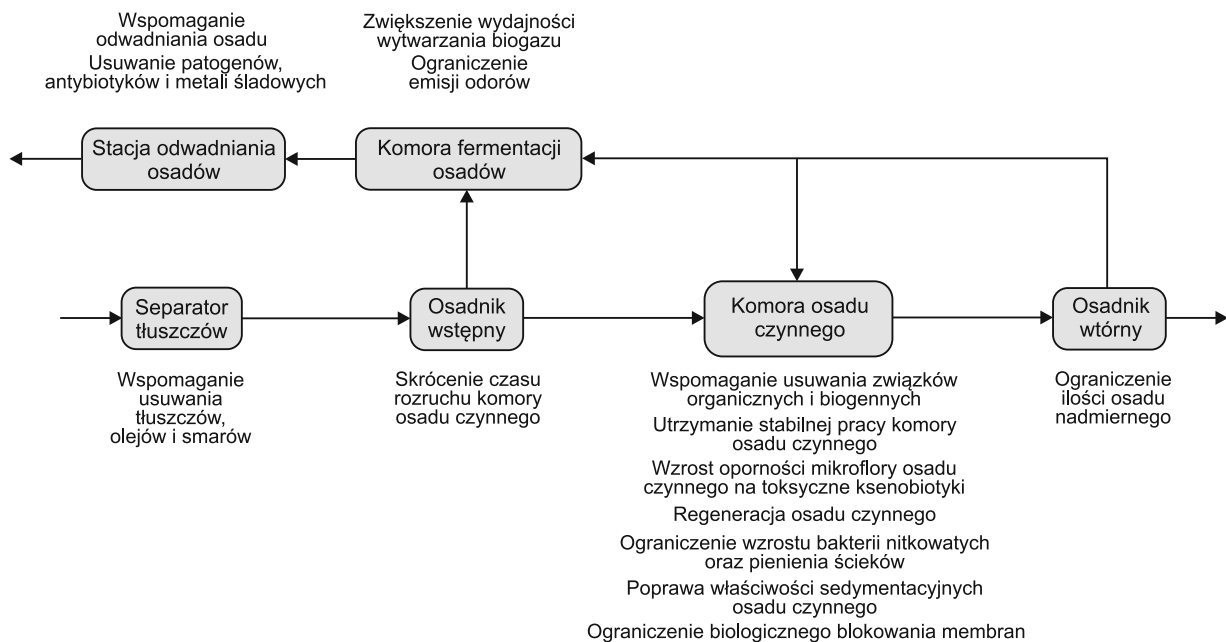 Wspomaganie
odwadniania osadu
Usuwanie patogenów,
antybiotyków i metali śladowych
Zwiększenie wydajności
wytwarzania biogazu
Ograniczenie
emisji odorów
Stacja odwadniania
osadów
Komora fermentacji
osadów
Separator
tłuszczów
Osadnik
wstępny
Komora osadu
czynnego
Osadnik
wtórny
Wspomaganie
usuwania
tłuszczów,
olejów i smarów
Skrócenie czasu
rozruchu komory
osadu czynnego
Wspomaganie usuwania związków
organicznych i biogennych
Utrzymanie stabilnej pracy komory
osadu czynnego
Wzrost oporności mikroflory osadu
czynnego na toksyczne ksenobiotyki
Regeneracja osadu czynnego
Ograniczenie wzrostu bakterii nitkowatych
oraz pienienia ścieków
Poprawa właściwości sedymentacyjnych
osadu czynnego
Ograniczenie biologicznego blokowania membran
Ograniczenie
ilości osadu
nadmiernego